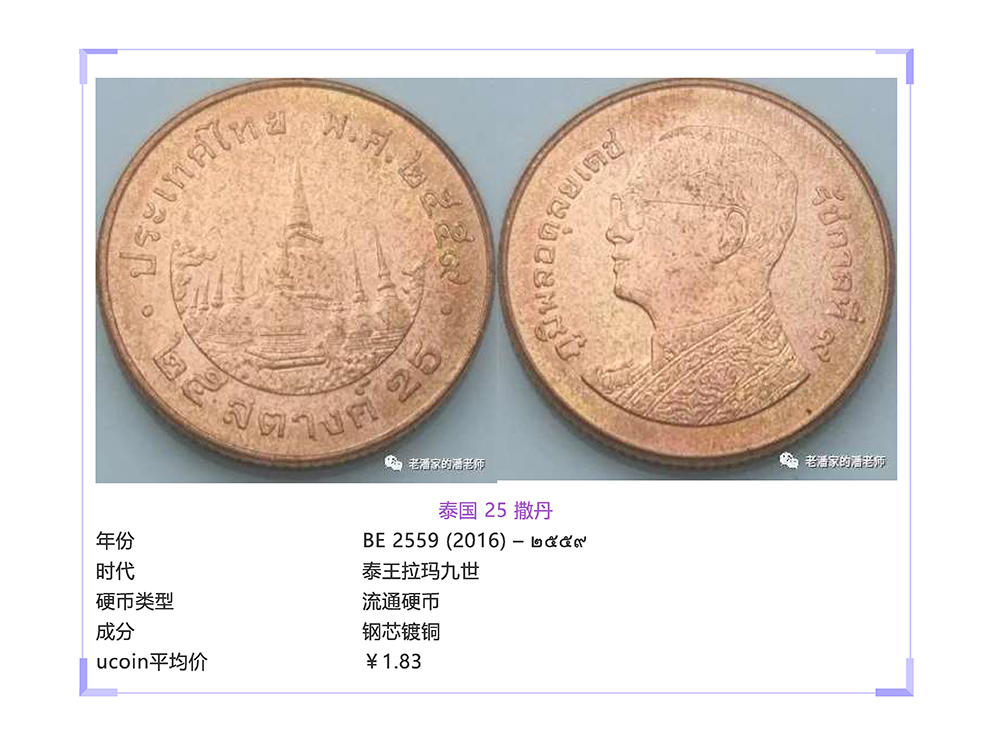 ประเทศไทย พ.ศ.๒๕๕๙
๒๕ สตางค์ 25
ภูมิพลอดุลยเดช
รัชกาลที่ ๙
老潘家的潘老师
老潘家的潘老师
泰国 25 撒丹
年份 BE 2559 (2016) – ๒๕๕๙
时代 泰王拉玛九世
硬币类型 流通硬币
成分 钢芯镀铜
ucoin平均价 ￥1.83